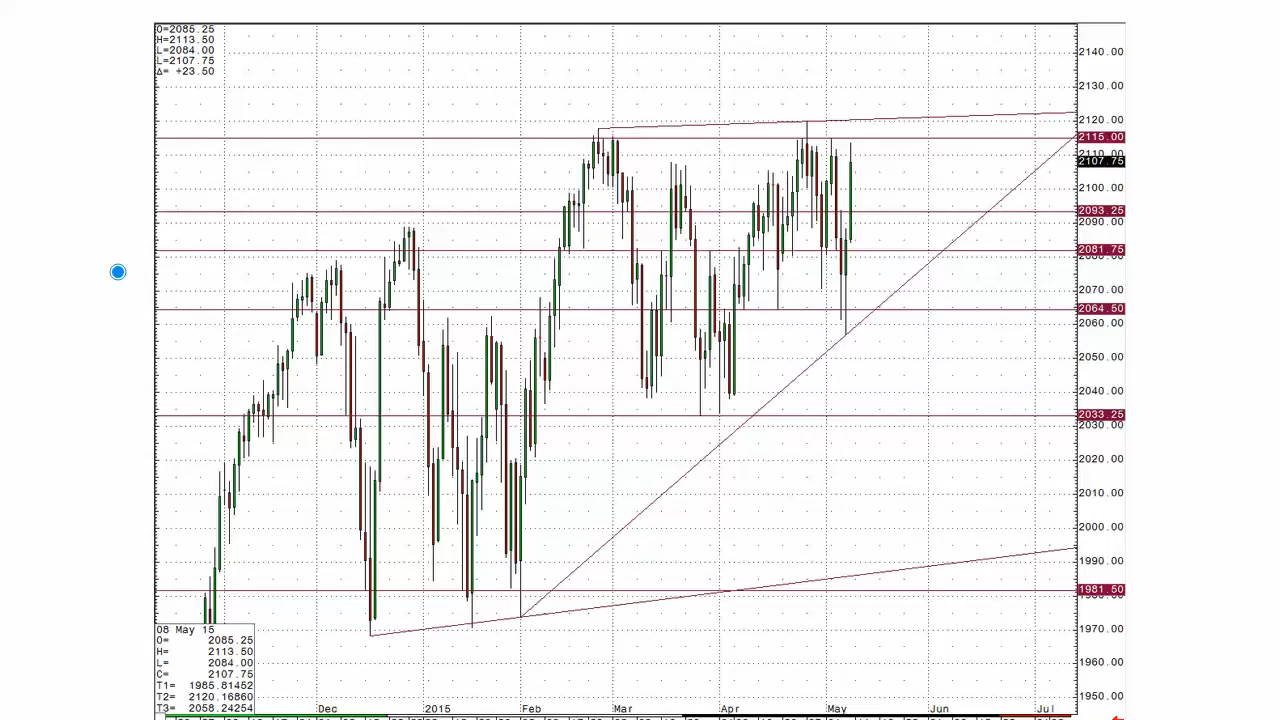 O=2085.25
H=2113.50
L=2084.00
L=2107.75
Δ= +23.50
2140.00
2130.00
2120.00
2115.00
2110.00
2107.75
2100.00
2093.25
2090.00
2081.75
2080.00
2070.00
2064.50
2060.00
2050.00
2040.00
2033.25
2030.00
2020.00
2010.00
2000.00
1990.00
1981.50
1980.00
1970.00
1960.00
1950.00
08 May 15
O= 2085.25
H= 2113.50
L= 2084.00
C= 2107.75
T1= 1985.81452
T2= 2120.16860
T3= 2058.24254
Dec 2015 Feb Mar Apr May Jun Jul